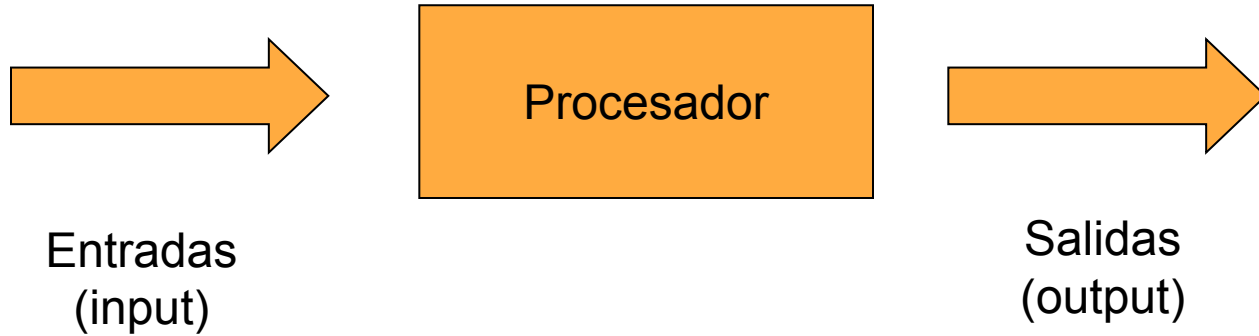 Procesador
Entradas
(input)
Salidas
(output)